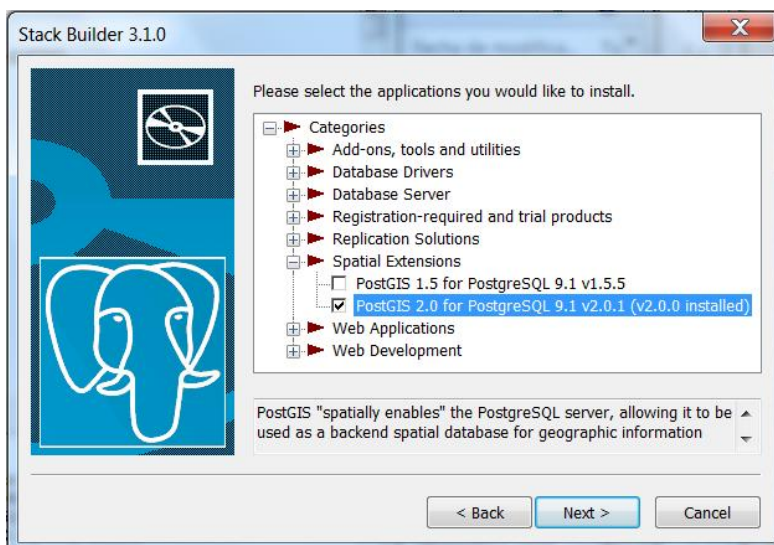 Stack Builder 3.1.0
Please select the applications you would like to install.
Categories
Add-ons, tools and utilities
Database Drivers
Database Server
Registration-required and trial products
Replication Solutions
Spatial Extensions
PostGIS 1.5 for PostgreSQL 9.1 v1.5.5
PostGIS 2.0 for PostgreSQL 9.1 v2.0.1 (v2.0.0 installed)
Web Applications
Web Development
PostGIS "spatially enables" the PostgreSQL server, allowing it to be
used as a backend spatial database for geographic information
< Back
Next >
Cancel